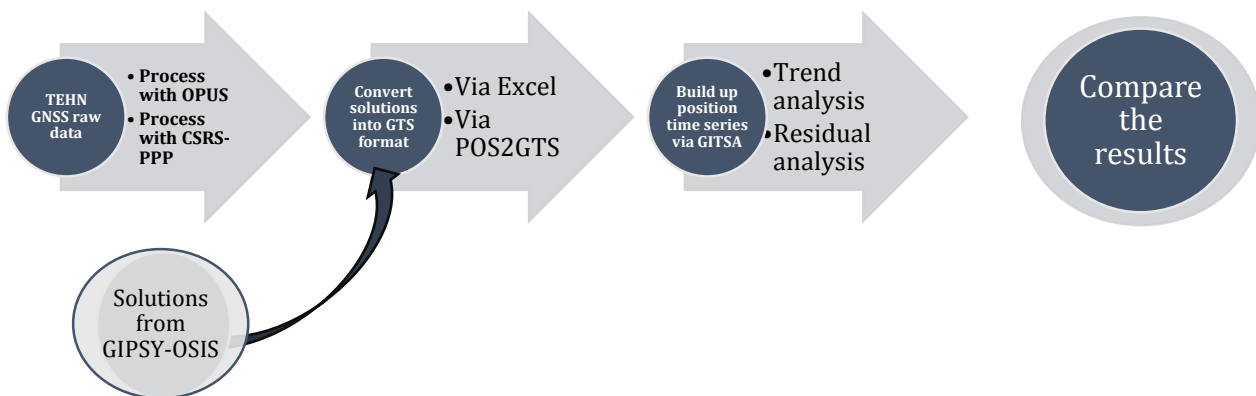 TEHN
GNSS raw
data
• Process
with OPUS
• Process
with CSRS-
PPP
Convert
solutions
into GTS
format
•Via Excel
•Via
POS2GTS
Build up
position
time series
via GITSA
•Trend
analysis
•Residual
analysis
Compare
the
results
Solutions
from
GIPSY-OSIS